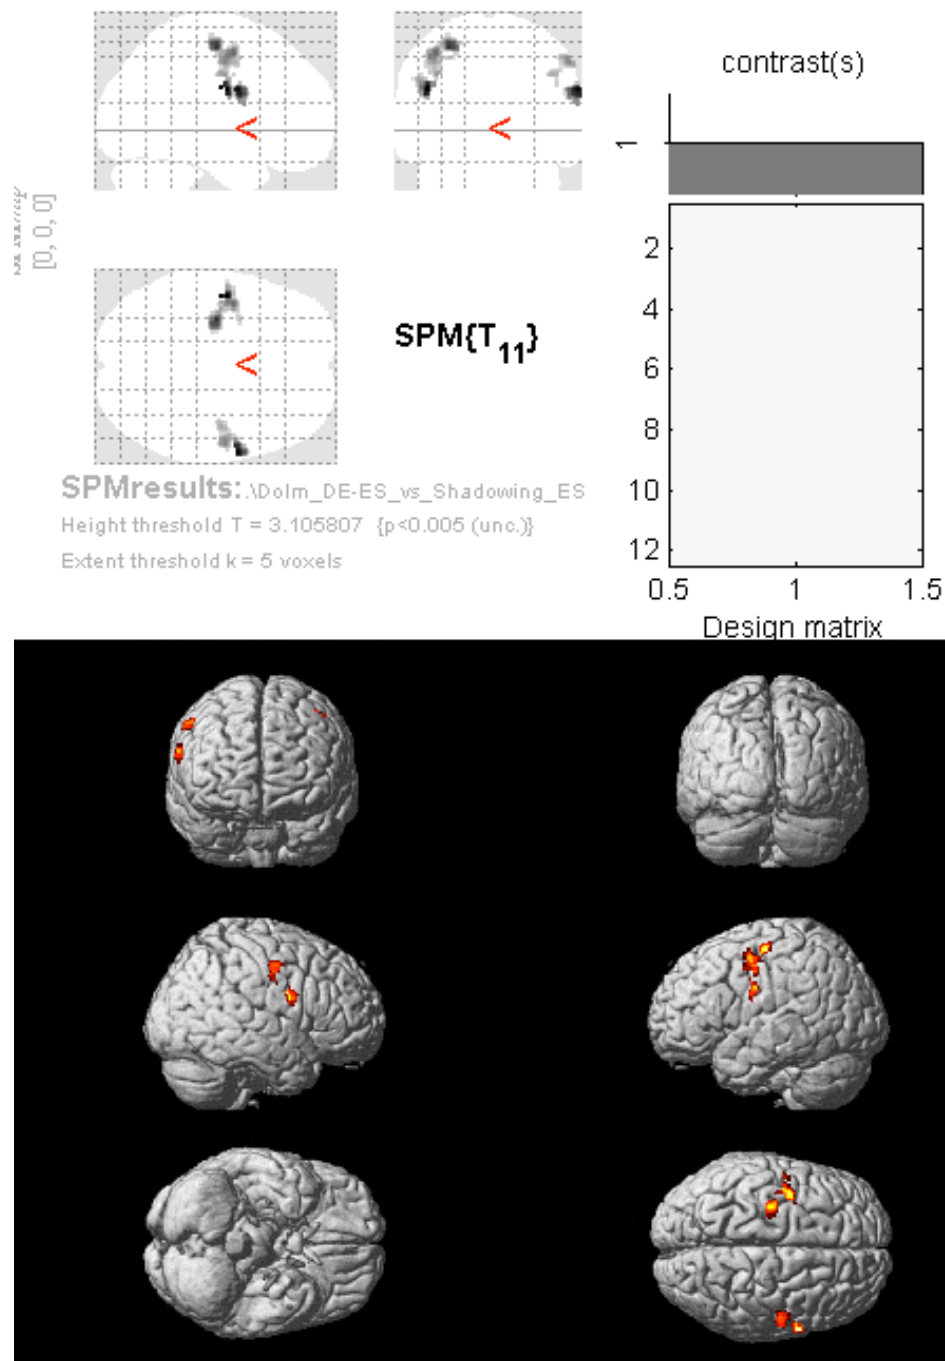 contrast(s)
1
[0, 0, 0]
<
<
<
SPM{T11}
2
4
6
8
10
12
0.5 1 1.5
Design matrix
SPMresults: .\Dolm_DE-ES_vs_Shadowing_ES
Height threshold T = 3.105807 {p<0.005 (unc.)}
Extent threshold k = 5 voxels